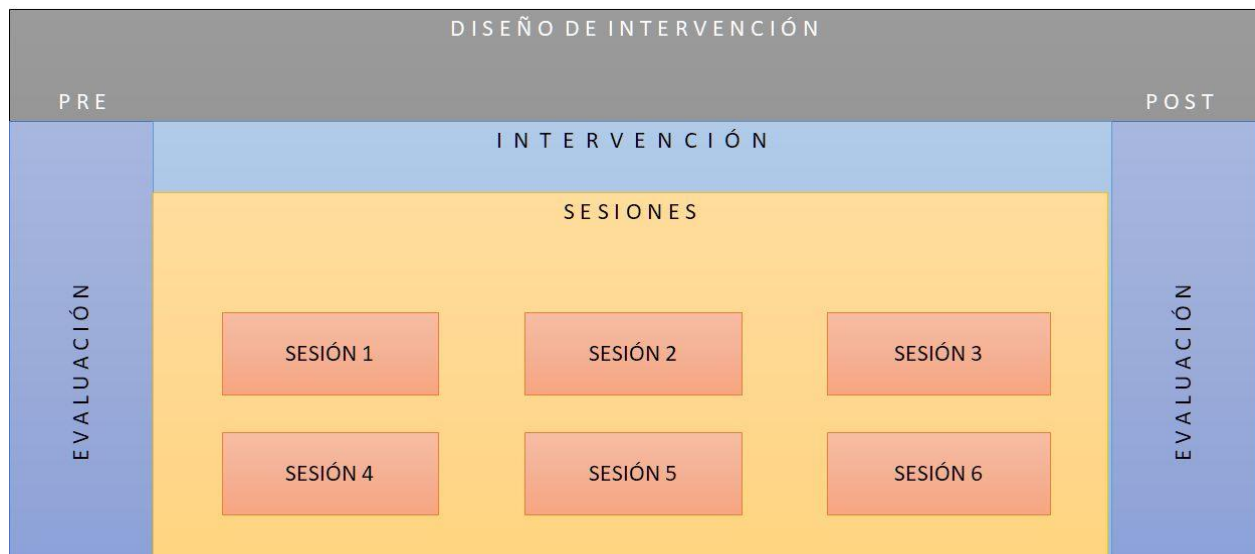 DISEÑO DE INTERVENCIÓN
PRE
POST
INTERVENCIÓN
SESIONES
EVALUACIÓN
SESIÓN 1
SESIÓN 2
SESIÓN 3
SESIÓN 4
SESIÓN 5
SESIÓN 6
EVALUACIÓN